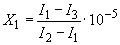 X₁ = (I₁ − I₃)/(I₂ − I₁) · 10⁻⁵